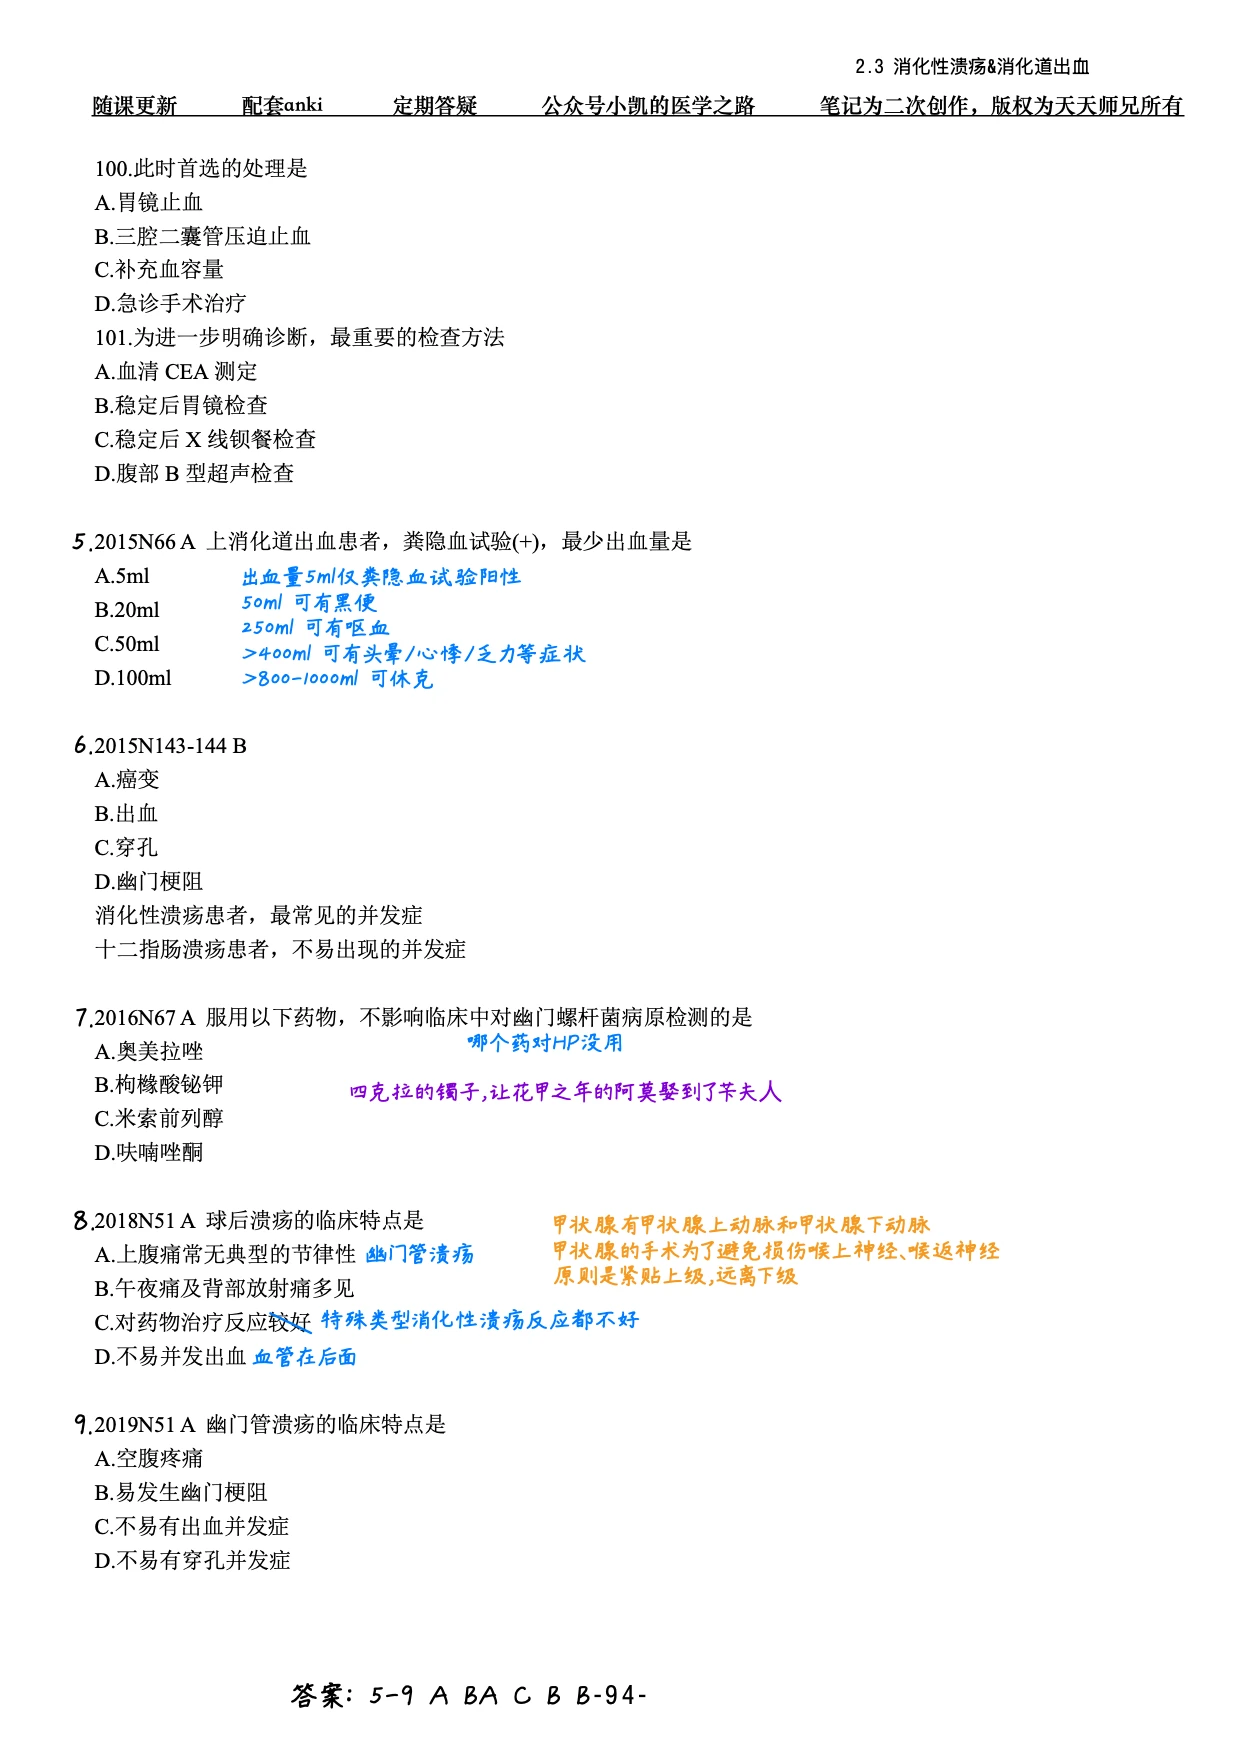 2.3 消化性溃疡&消化道出血
随课更新 配套anki 定期答疑 公众号小凯的医学之路 笔记为二次创作，版权为天天师兄所有
100.此时首选的处理是
A.胃镜止血
B.三腔二囊管压迫止血
C.补充血容量
D.急诊手术治疗
101.为进一步明确诊断，最重要的检查方法
A.血清 CEA 测定
B.稳定后胃镜检查
C.稳定后 X 线钡餐检查
D.腹部 B 型超声检查
5.2015N66 A 上消化道出血患者，粪隐血试验(+)，最少出血量是
A.5ml 出血量5ml仅粪隐血试验阳性
50ml 可有黑便
B.20ml
250ml 可有呕血
C.50ml
>400ml 可有头晕/心悸/乏力等症状
D.100ml >800-1000ml 可休克
6.2015N143-144 B
A.癌变
B.出血
C.穿孔
D.幽门梗阻
消化性溃疡患者，最常见的并发症
十二指肠溃疡患者，不易出现的并发症
7.2016N67 A 服用以下药物，不影响临床中对幽门螺杆菌病原检测的是
哪个药对HP没用
A.奥美拉唑
B.枸橼酸铋钾 四克拉的镯子,让花甲之年的阿莫娶到了芐夫人
C.米索前列醇
D.呋喃唑酮
8.2018N51 A 球后溃疡的临床特点是 甲状腺有甲状腺上动脉和甲状腺下动脉
A.上腹痛常无典型的节律性 幽门管溃疡 甲状腺的手术为了避免损伤喉上神经、喉返神经
原则是紧贴上级,远离下级
B.午夜痛及背部放射痛多见
C.对药物治疗反应较好 特殊类型消化性溃疡反应都不好
D.不易并发出血 血管在后面
9.2019N51 A 幽门管溃疡的临床特点是
A.空腹疼痛
B.易发生幽门梗阻
C.不易有出血并发症
D.不易有穿孔并发症
答案: 5-9 A BA C B B-94-